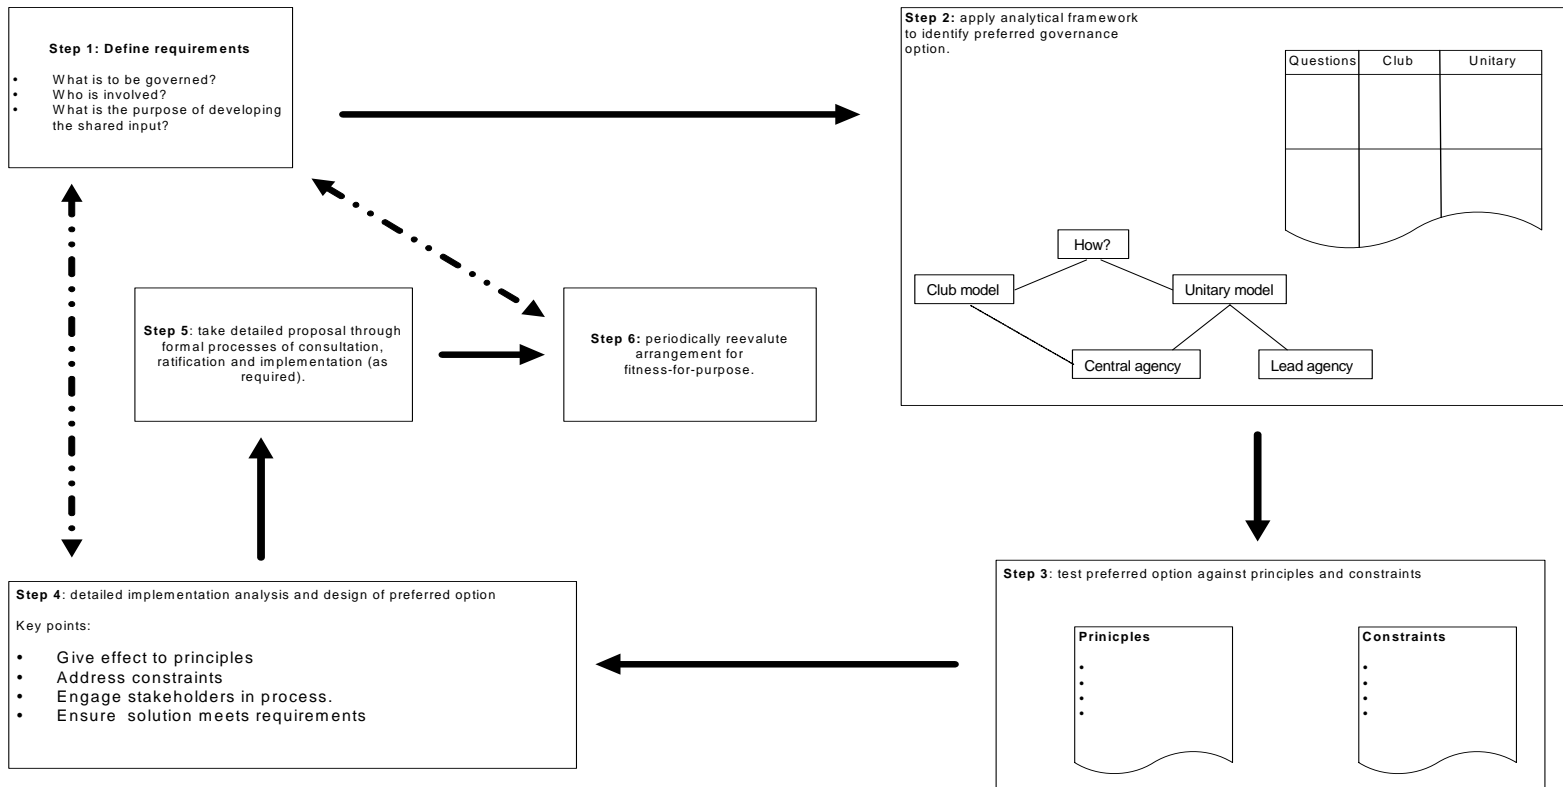 Step 1: Define requirements
• What is to be governed?
• Who is involved?
• What is the purpose of developing
the shared input?
Step 2: apply analytical framework
to identify preferred governance
option.
Questions Club Unitary
How?
Club model Unitary model
Central agency Lead agency
Step 5: take detailed proposal through
formal processes of consultation,
ratification and implementation (as
required).
Step 6: periodically reevalute
arrangement for
fitness-for-purpose.
Step 4: detailed implementation analysis and design of preferred option
Key points:
• Give effect to principles
• Address constraints
• Engage stakeholders in process.
• Ensure solution meets requirements
Step 3: test preferred option against principles and constraints
Prinicples
•
•
•
•
Constraints
•
•
•
•